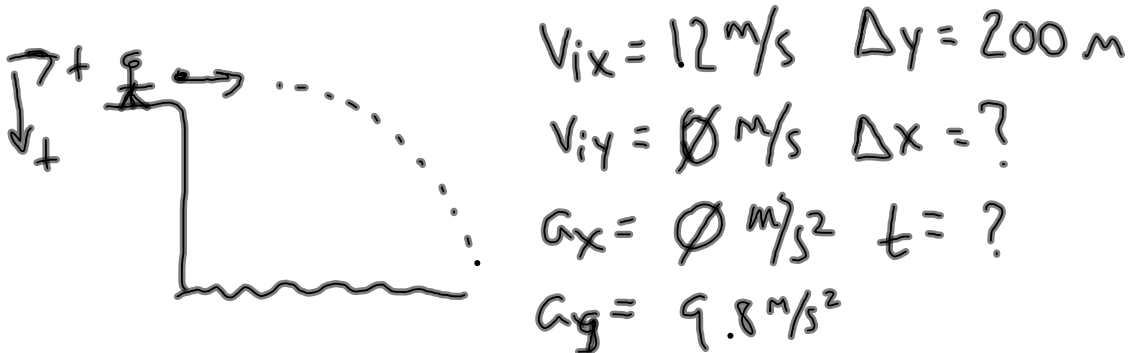 +
+
Vix = 12 m/s Δy = 200 m
Viy = Ø m/s Δx = ?
ax = Ø m/s² t = ?
ay = 9.8 m/s²